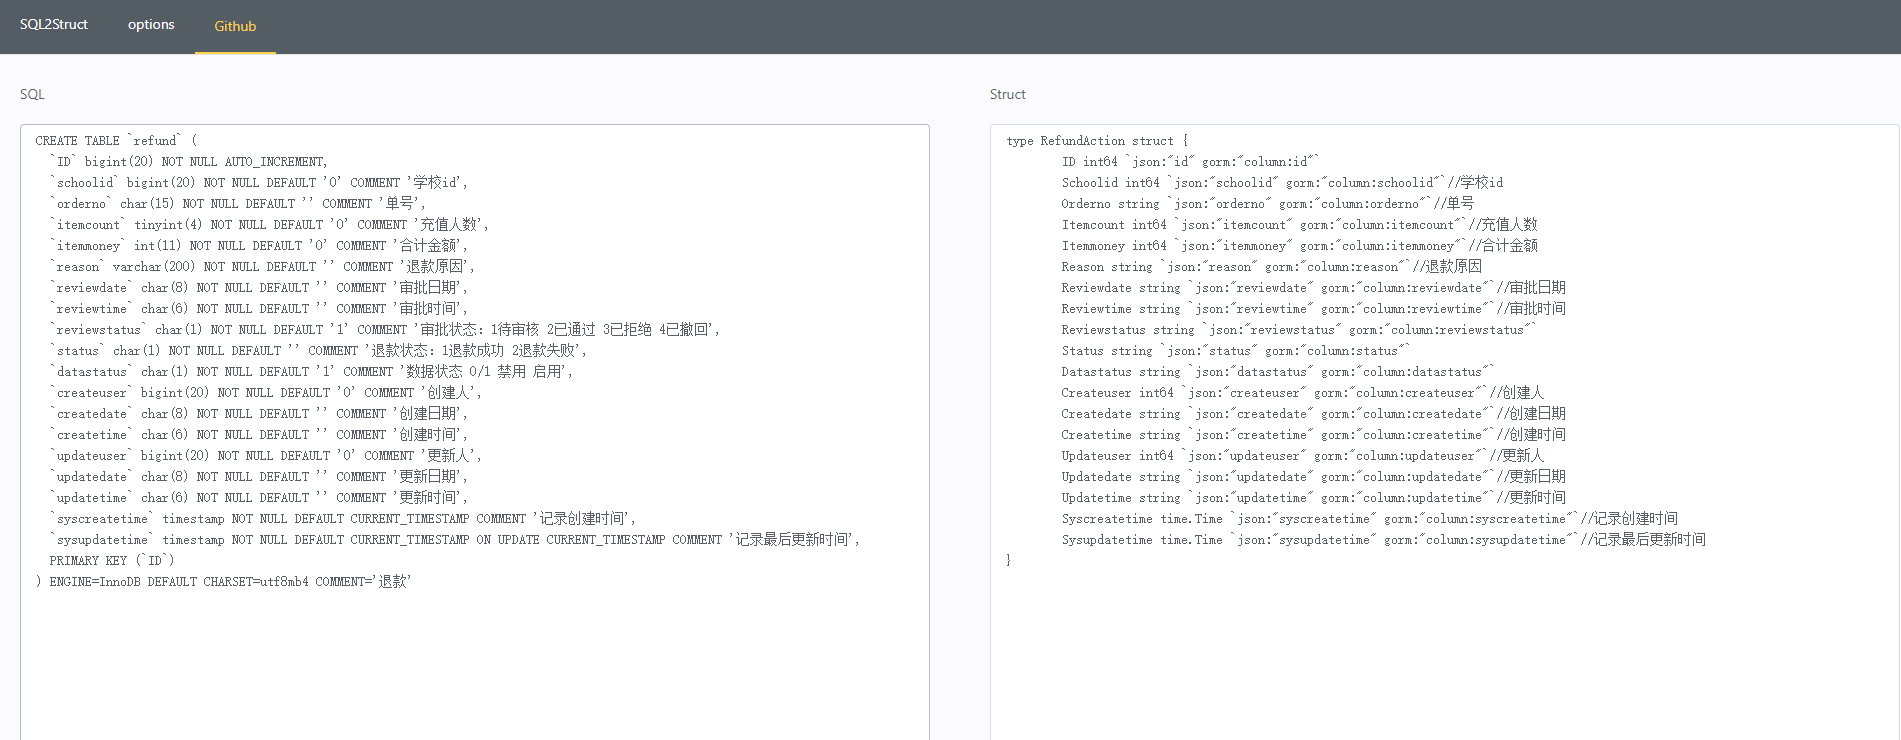 SQL2Struct options Github
SQL
CREATE TABLE `refund` (
`ID` bigint(20) NOT NULL AUTO_INCREMENT,
`schoolid` bigint(20) NOT NULL DEFAULT '0' COMMENT '学校id',
`orderno` char(15) NOT NULL DEFAULT '' COMMENT '单号',
`itemcount` tinyint(4) NOT NULL DEFAULT '0' COMMENT '充值人数',
`itemmoney` int(11) NOT NULL DEFAULT '0' COMMENT '合计金额',
`reason` varchar(200) NOT NULL DEFAULT '' COMMENT '退款原因',
`reviewdate` char(8) NOT NULL DEFAULT '' COMMENT '审批日期',
`reviewtime` char(6) NOT NULL DEFAULT '' COMMENT '审批时间',
`reviewstatus` char(1) NOT NULL DEFAULT '1' COMMENT '审批状态：1待审核 2已通过 3已拒绝 4已撤回',
`status` char(1) NOT NULL DEFAULT '' COMMENT '退款状态：1退款成功 2退款失败',
`datastatus` char(1) NOT NULL DEFAULT '1' COMMENT '数据状态 0/1 禁用 启用',
`createuser` bigint(20) NOT NULL DEFAULT '0' COMMENT '创建人',
`createdate` char(8) NOT NULL DEFAULT '' COMMENT '创建日期',
`createtime` char(6) NOT NULL DEFAULT '' COMMENT '创建时间',
`updateuser` bigint(20) NOT NULL DEFAULT '0' COMMENT '更新人',
`updatedate` char(8) NOT NULL DEFAULT '' COMMENT '更新日期',
`updatetime` char(6) NOT NULL DEFAULT '' COMMENT '更新时间',
`syscreatetime` timestamp NOT NULL DEFAULT CURRENT_TIMESTAMP COMMENT '记录创建时间',
`sysupdatetime` timestamp NOT NULL DEFAULT CURRENT_TIMESTAMP ON UPDATE CURRENT_TIMESTAMP COMMENT '记录最后更新时间',
PRIMARY KEY (`ID`)
) ENGINE=InnoDB DEFAULT CHARSET=utf8mb4 COMMENT='退款'
Struct
type RefundAction struct {
ID int64 `json:"id" gorm:"column:id"`
Schoolid int64 `json:"schoolid" gorm:"column:schoolid"`//学校id
Orderno string `json:"orderno" gorm:"column:orderno"`//单号
Itemcount int64 `json:"itemcount" gorm:"column:itemcount"`//充值人数
Itemmoney int64 `json:"itemmoney" gorm:"column:itemmoney"`//合计金额
Reason string `json:"reason" gorm:"column:reason"`//退款原因
Reviewdate string `json:"reviewdate" gorm:"column:reviewdate"`//审批日期
Reviewtime string `json:"reviewtime" gorm:"column:reviewtime"`//审批时间
Reviewstatus string `json:"reviewstatus" gorm:"column:reviewstatus"`
Status string `json:"status" gorm:"column:status"`
Datastatus string `json:"datastatus" gorm:"column:datastatus"`
Createuser int64 `json:"createuser" gorm:"column:createuser"`//创建人
Createdate string `json:"createdate" gorm:"column:createdate"`//创建日期
Createtime string `json:"createtime" gorm:"column:createtime"`//创建时间
Updateuser int64 `json:"updateuser" gorm:"column:updateuser"`//更新人
Updatedate string `json:"updatedate" gorm:"column:updatedate"`//更新日期
Updatetime string `json:"updatetime" gorm:"column:updatetime"`//更新时间
Syscreatetime time.Time `json:"syscreatetime" gorm:"column:syscreatetime"`//记录创建时间
Sysupdatetime time.Time `json:"sysupdatetime" gorm:"column:sysupdatetime"`//记录最后更新时间
}